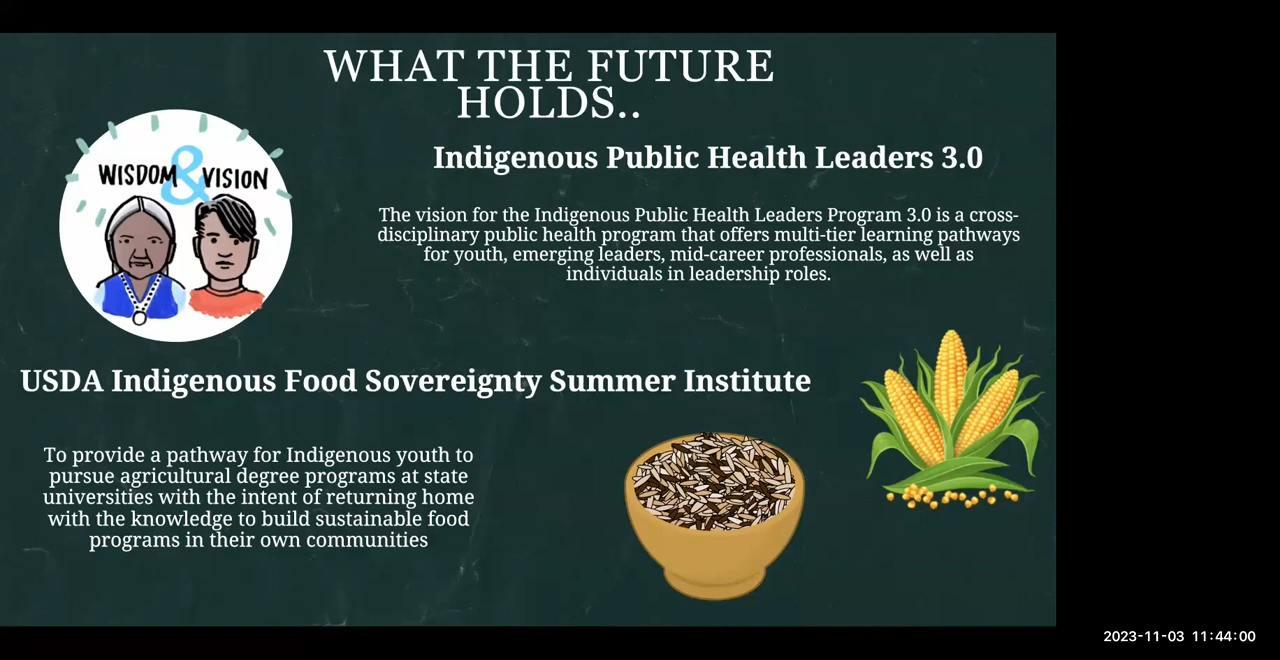 WHAT THE FUTURE
HOLDS..
WISDOM & VISION
Indigenous Public Health Leaders 3.0
The vision for the Indigenous Public Health Leaders Program 3.0 is a cross-
disciplinary public health program that offers multi-tier learning pathways
for youth, emerging leaders, mid-career professionals, as well as
individuals in leadership roles.
USDA Indigenous Food Sovereignty Summer Institute
To provide a pathway for Indigenous youth to
pursue agricultural degree programs at state
universities with the intent of returning home
with the knowledge to build sustainable food
programs in their own communities
2023-11-03 11:44:00